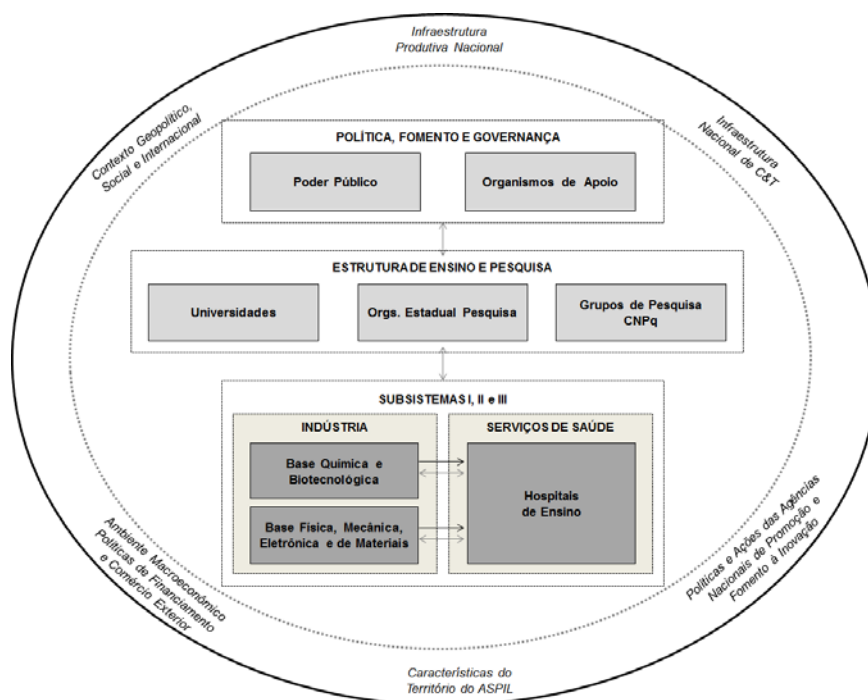 Infraestrutura
Produtiva Nacional
Contexto Geopolítico,
Social e Internacional
Infraestrutura
Nacional de C&T
POLÍTICA, FOMENTO E GOVERNANÇA
Poder Público
Organismos de Apoio
ESTRUTURA DE ENSINO E PESQUISA
Universidades
Orgs. Estadual Pesquisa
Grupos de Pesquisa
CNPq
SUBSISTEMAS I, II e III
INDÚSTRIA
SERVIÇOS DE SAÚDE
Base Química e
Biotecnológica
Hospitais
de Ensino
Base Física, Mecânica,
Eletrônica e de Materiais
Ambiente Macroeconômico
Políticas de Financiamento
e Comércio Exterior
Políticas e Ações das Agências
Nacionais de Promoção e
Fomento à Inovação
Características do
Território do ASPIL